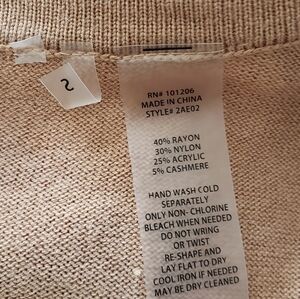 S
RN# 101206
MADE IN CHINA
STYLE# 2AE02
40% RAYON
30% NYLON
25% ACRYLIC
5% CASHMERE
HAND WASH COLD
SEPARATELY
ONLY NON- CHLORINE
BLEACH WHEN NEEDED
DO NOT WRING
OR TWIST
RE-SHAPE AND
LAY FLAT TO DRY
COOL IRON IF NEEDED
MAY BE DRY CLEANED